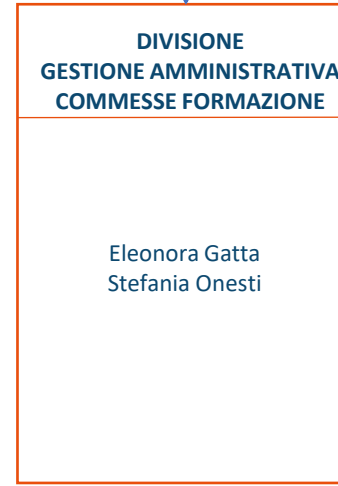 DIVISIONE
GESTIONE AMMINISTRATIVA
COMMESSE FORMAZIONE
Eleonora Gatta
Stefania Onesti